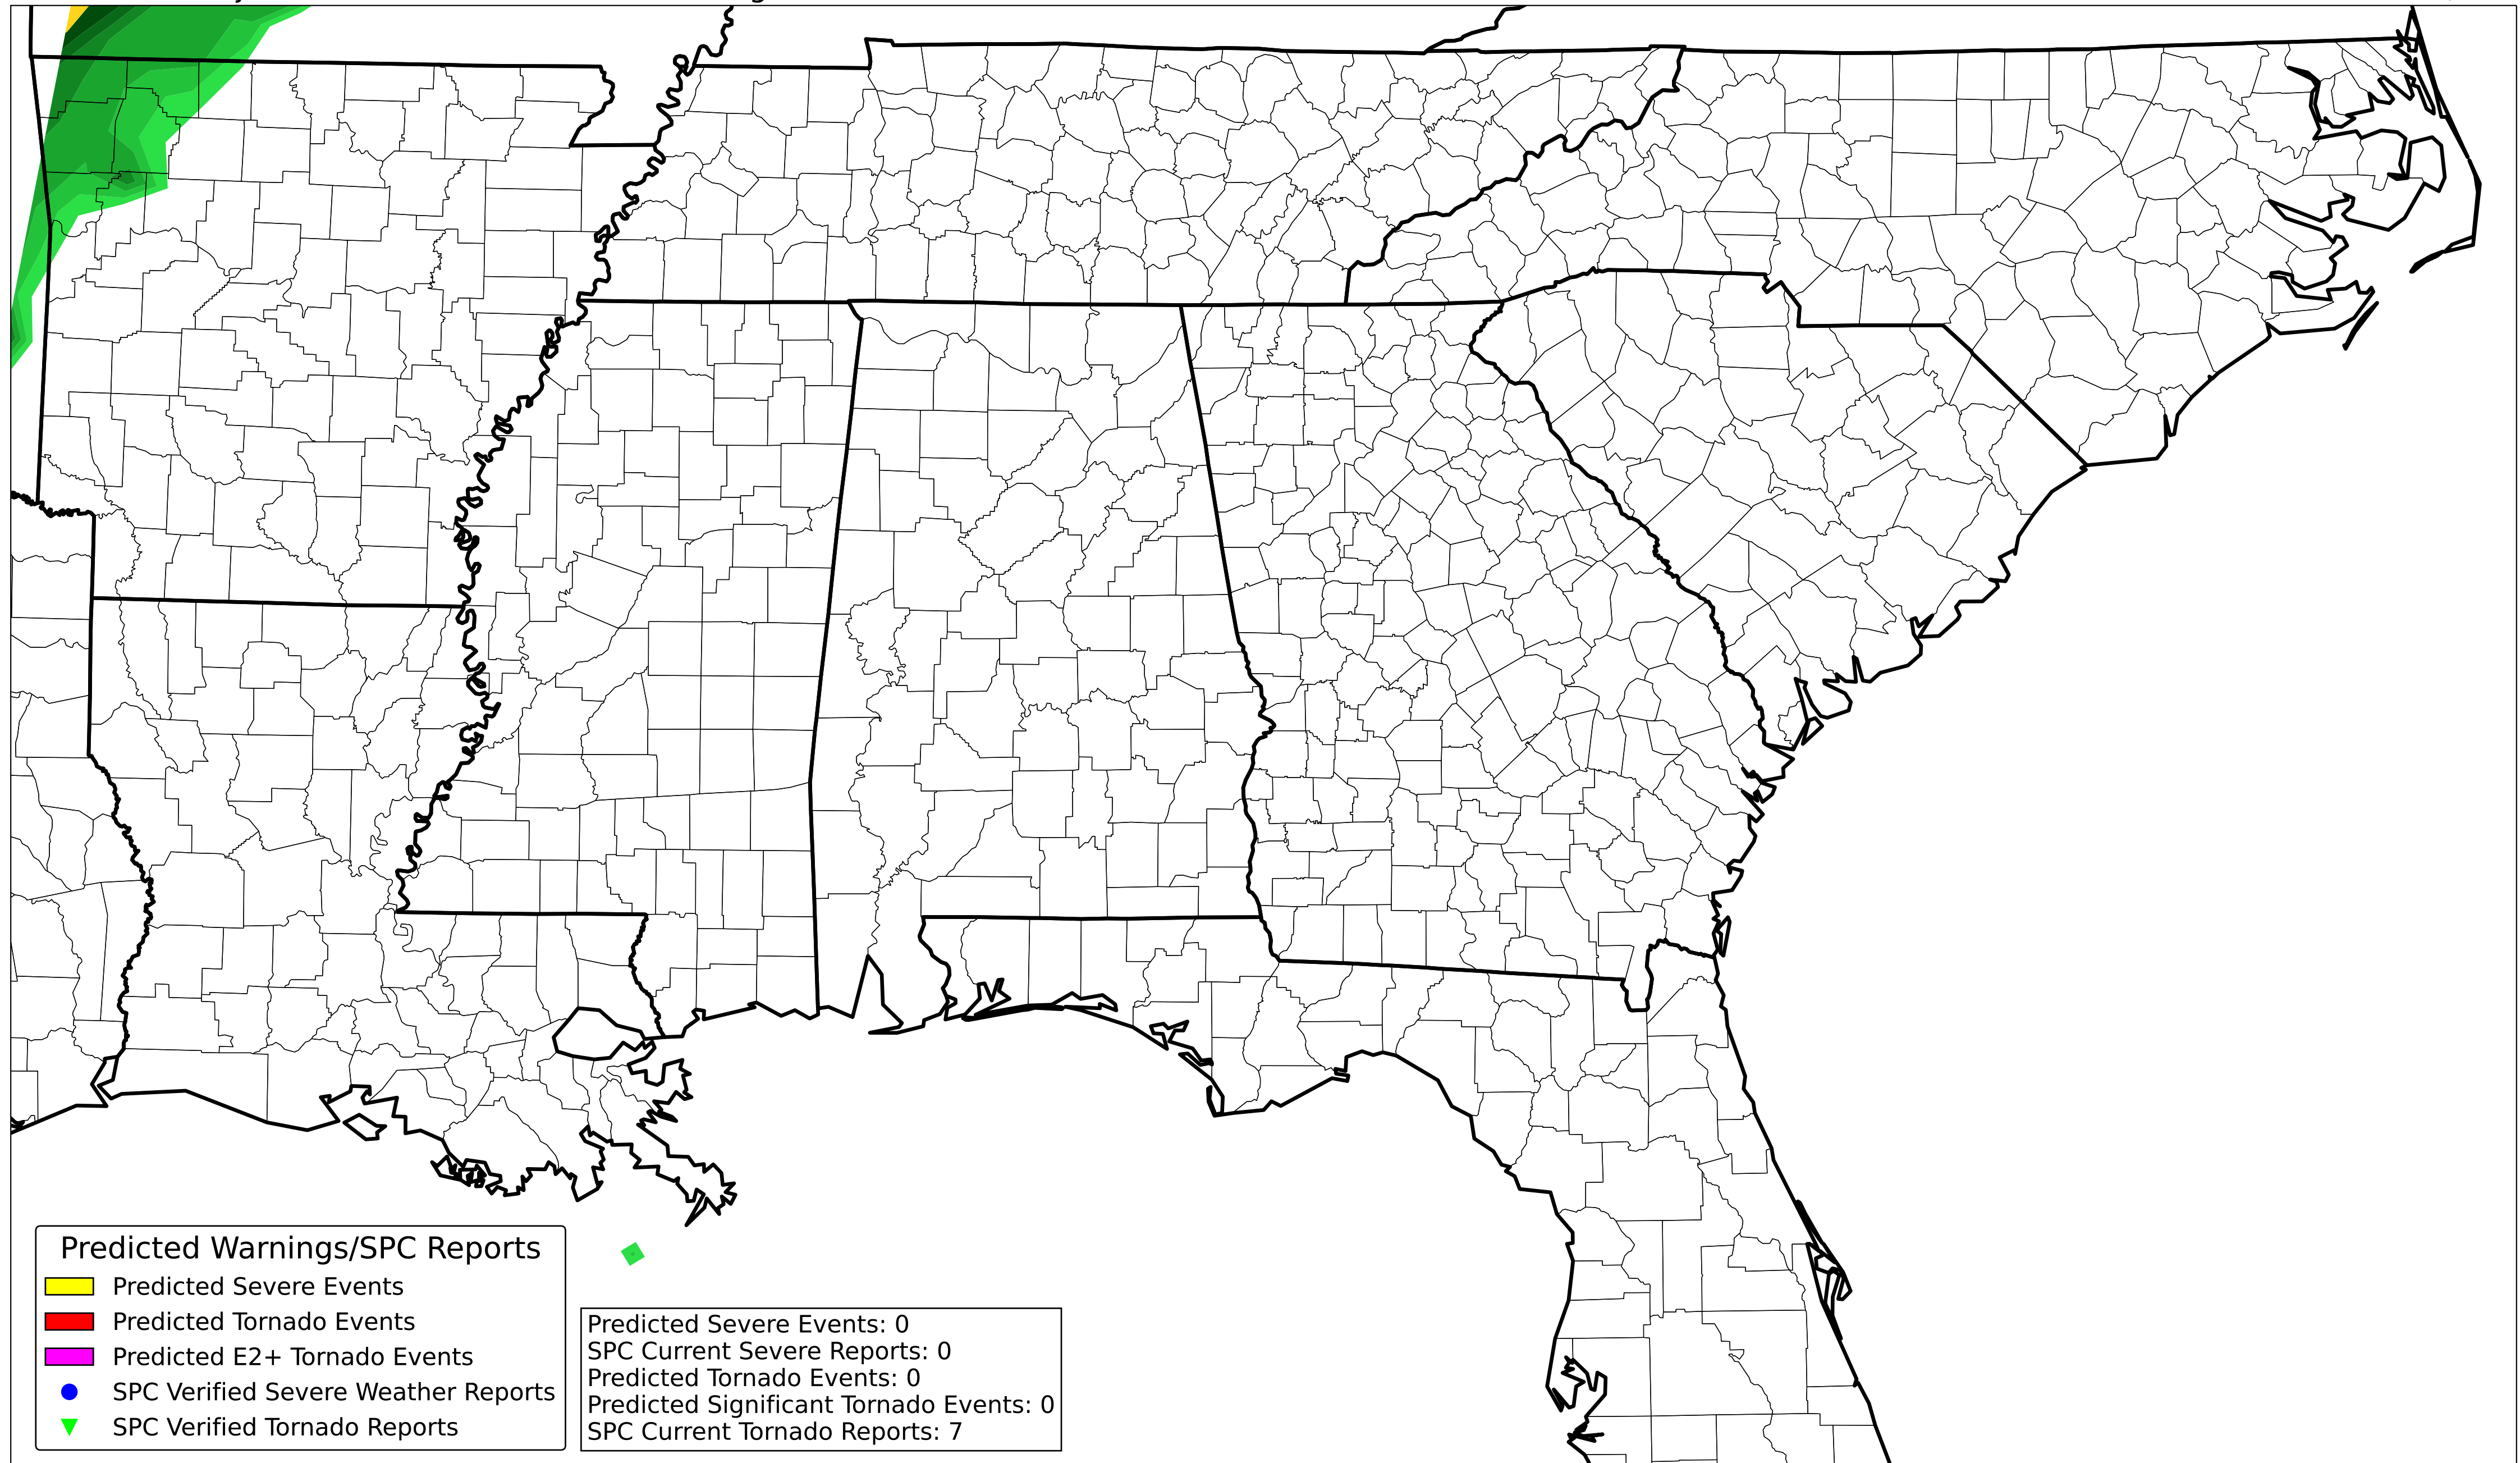 Predicted Warnings/SPC Reports
Predicted Severe Events
Predicted Tornado Events
Predicted E2+ Tornado Events
SPC Verified Severe Weather Reports
SPC Verified Tornado Reports
Predicted Severe Events: 0
SPC Current Severe Reports: 0
Predicted Tornado Events: 0
Predicted Significant Tornado Events: 0
SPC Current Tornado Reports: 7